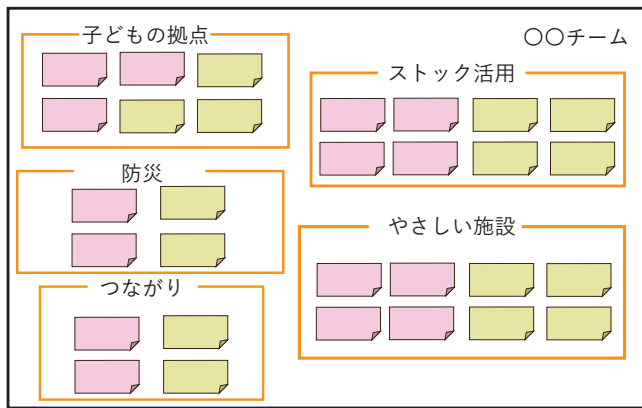 子どもの拠点
〇〇チーム
ストック活用
防災
やさしい施設
つながり